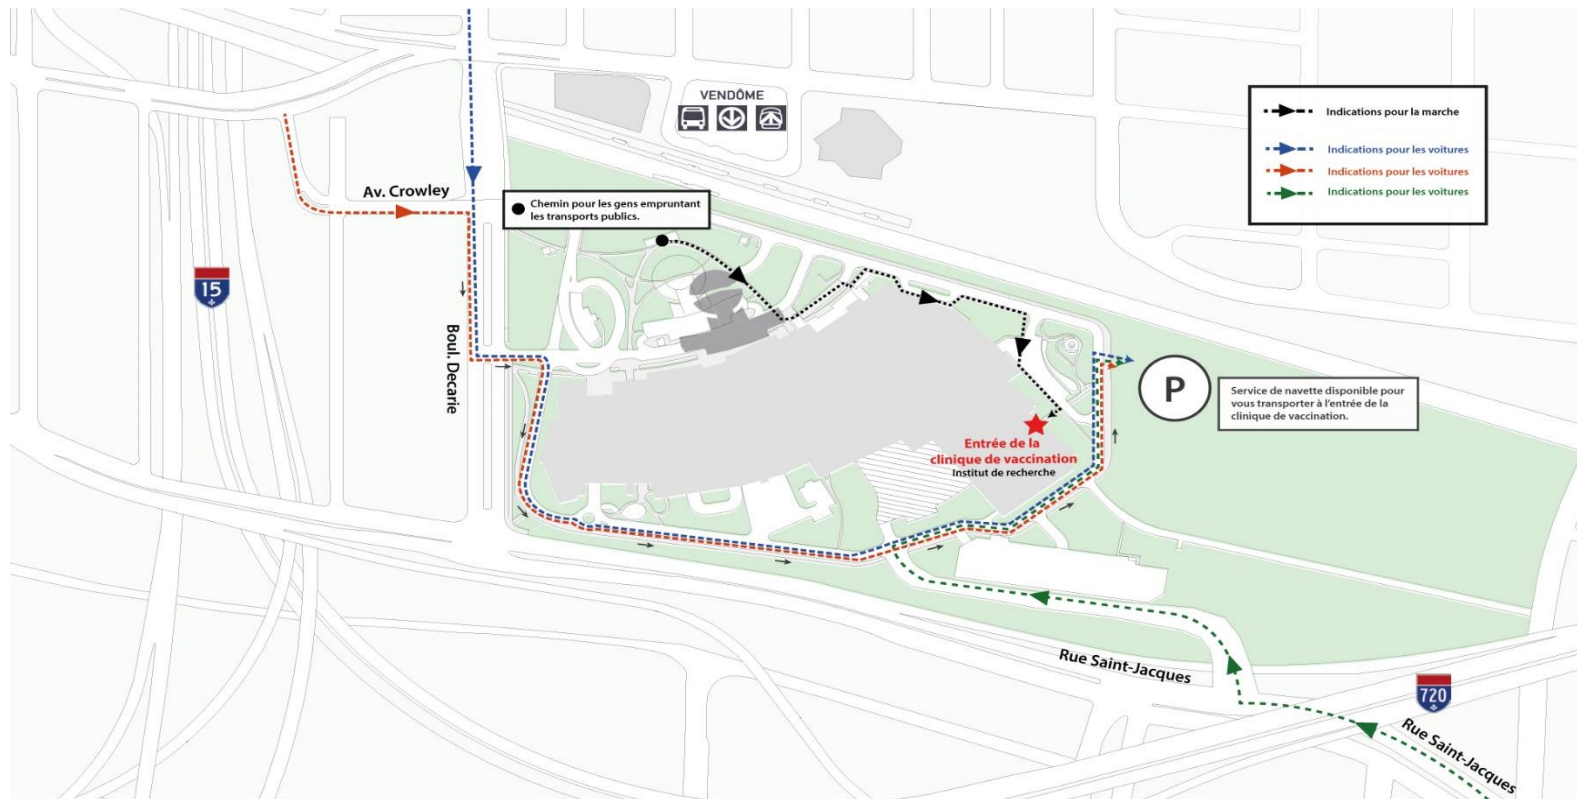 VENDÔME
Indications pour la marche
Indications pour les voitures
Indications pour les voitures
Indications pour les voitures
Av. Crowley
Chemin pour les gens empruntant
les transports publics.
15
Boul. Decarie
P
Service de navette disponible pour
vous transporter à l'entrée de la
clinique de vaccination.
Entrée de la
clinique de vaccination
Institut de recherche
Rue Saint-Jacques
720
Rue Saint-Jacques